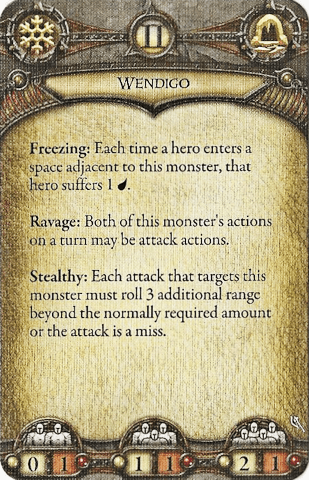 II
WENDIGO
Freezing: Each time a hero enters a
space adjacent to this monster, that
hero suffers 1 .
Ravage: Both of this monster's actions
on a turn may be attack actions.
Stealthy: Each attack that targets this
monster must roll 3 additional range
beyond the normally required amount
or the attack is a miss.
0 1 1 1 2 1